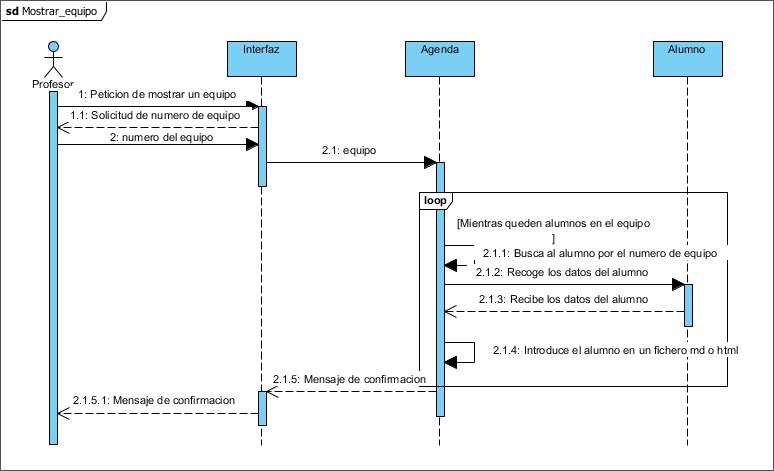 sd Mostrar_equipo
Interfaz
Agenda
Alumno
Profesor
1: Peticion de mostrar un equipo
1.1: Solicitud de numero de equipo
2: numero del equipo
2.1: equipo
loop
[Mientras queden alumnos en el equipo
]
2.1.1: Busca al alumno por el numero de equipo
2.1.2: Recoge los datos del alumno
2.1.3: Recibe los datos del alumno
2.1.4: Introduce el alumno en un fichero md o html
2.1.5: Mensaje de confirmacion
2.1.5.1: Mensaje de confirmacion